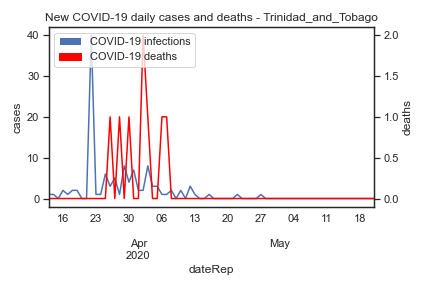 New COVID-19 daily cases and deaths - Trinidad_and_Tobago
COVID-19 infections
COVID-19 deaths
40
30
20
10
0
cases
2.0
1.5
1.0
0.5
0.0
deaths
16 23 30 06 13 20 27 04 11 18
Apr May
2020
dateRep